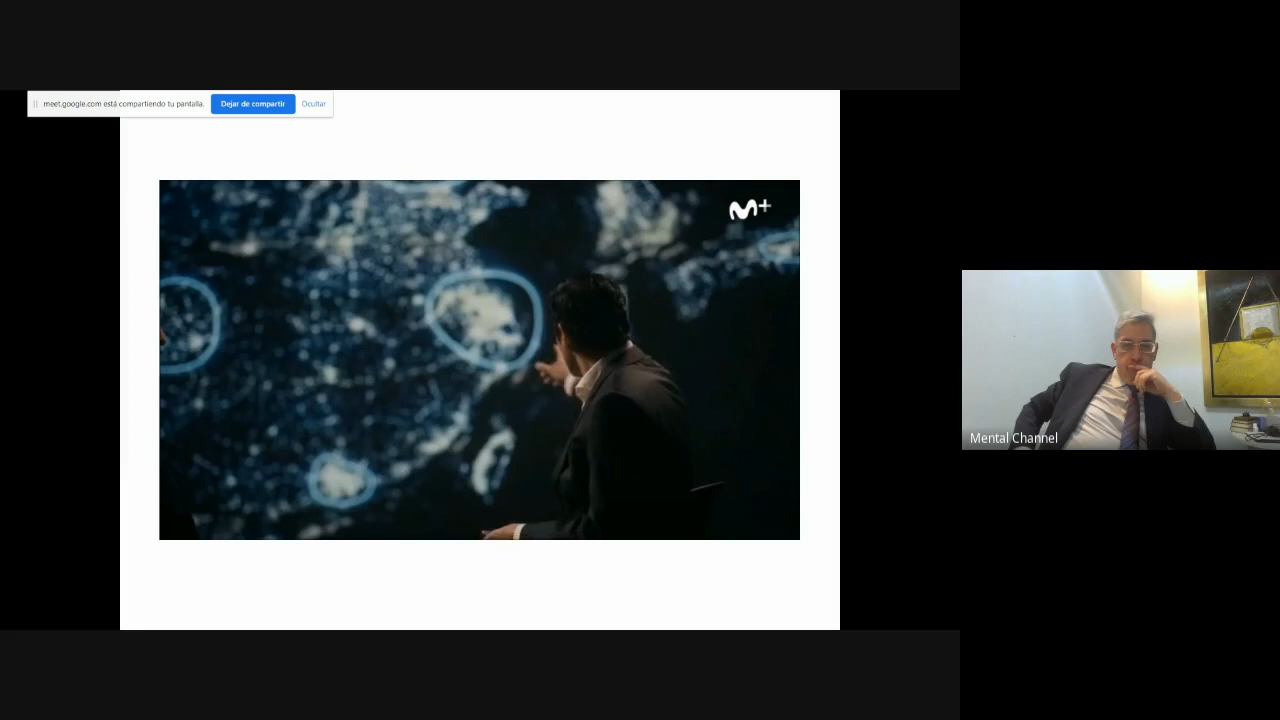 meet.google.com está compartiendo tu pantalla.
Dejar de compartir
Ocultar
M+
Mental Channel